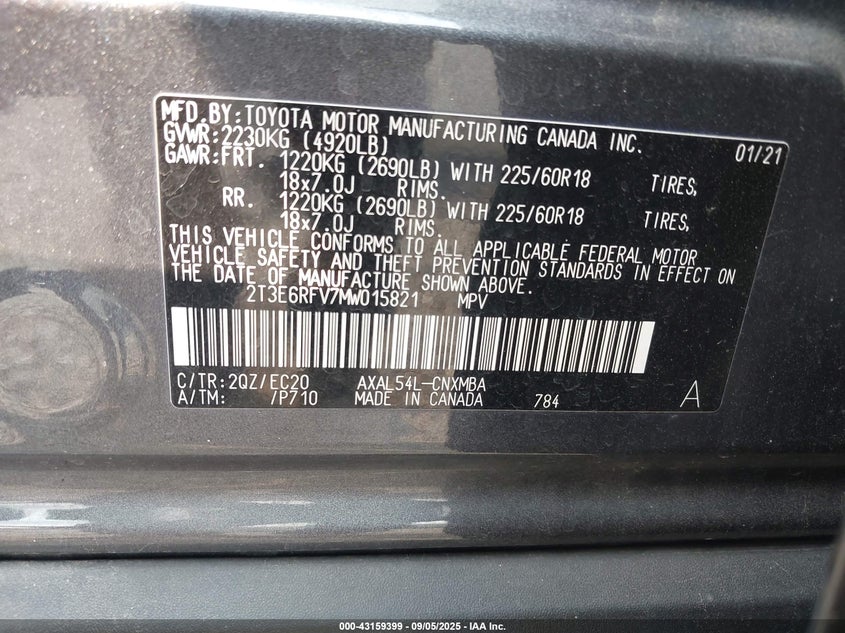 MFD.BY:TOYOTA MOTOR MANUFACTURING CANADA INC.
GVWR:2230KG (4920LB) 01/21
GAWR:FRT. 1220KG (2690LB) WITH 225/60R18 TIRES,
18x7.0J RIMS.
RR. 1220KG (2690LB) WITH 225/60R18 TIRES,
18x7.0J RIMS.
THIS VEHICLE CONFORMS TO ALL APPLICABLE FEDERAL MOTOR
VEHICLE SAFETY AND THEFT PREVENTION STANDARDS IN EFFECT ON
THE DATE OF MANUFACTURE SHOWN ABOVE.
2T3E6RFV7MW015821 MPV
C/TR:2QZ/EC20 AXAL54L-CNXMBA
A/TM: /P710 MADE IN CANADA 784 A
000-43159399 - 09/05/2025 - IAA Inc.